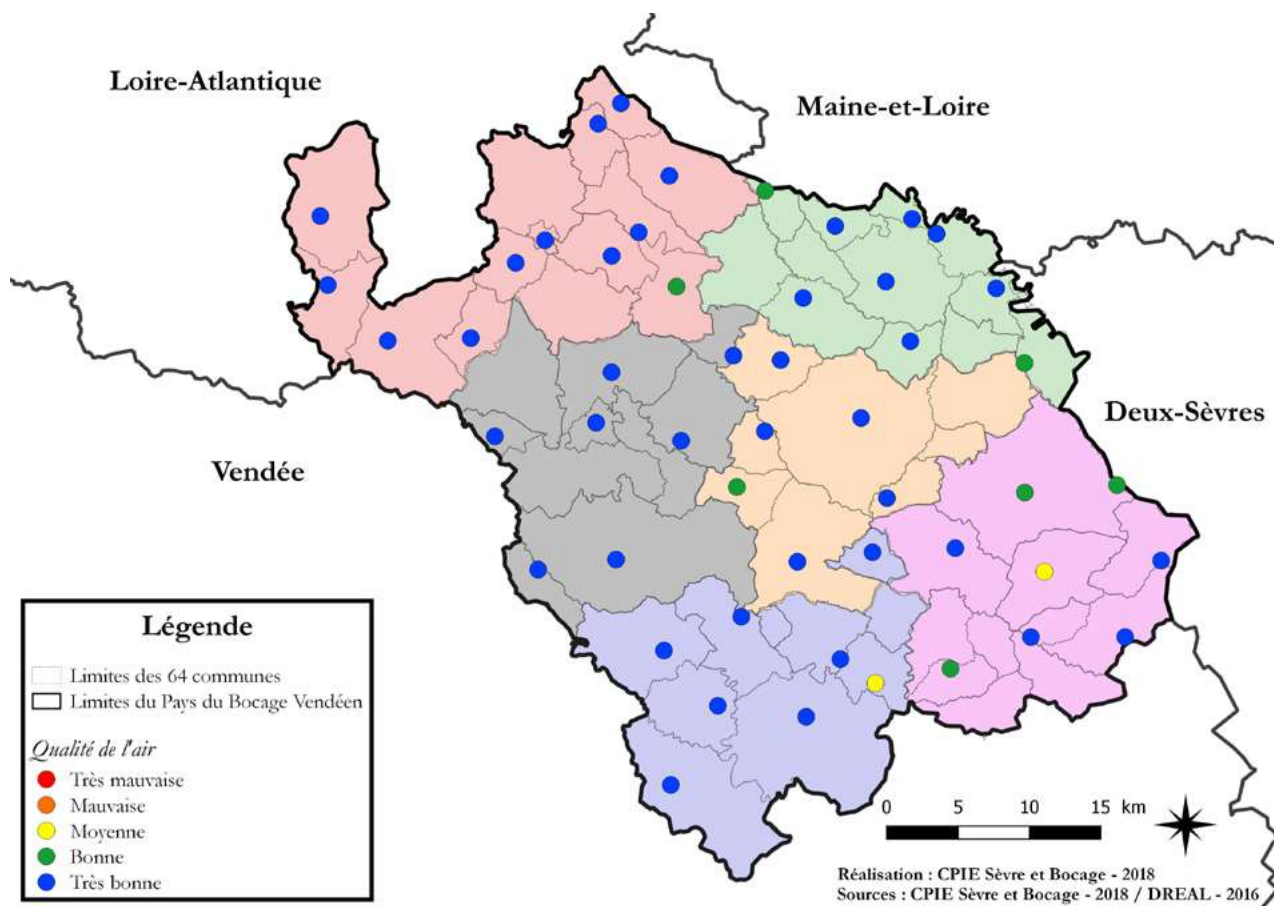 Loire-Atlantique
Maine-et-Loire
Deux-Sèvres
Vendée
Légende
Limites des 64 communes
Limites du Pays du Bocage Vendéen
Qualité de l'air
Très mauvaise
Mauvaise
Moyenne
Bonne
Très bonne
0 5 10 15 km
Réalisation : CPIE Sèvre et Bocage - 2018
Sources : CPIE Sèvre et Bocage - 2018 / DREAL - 2016